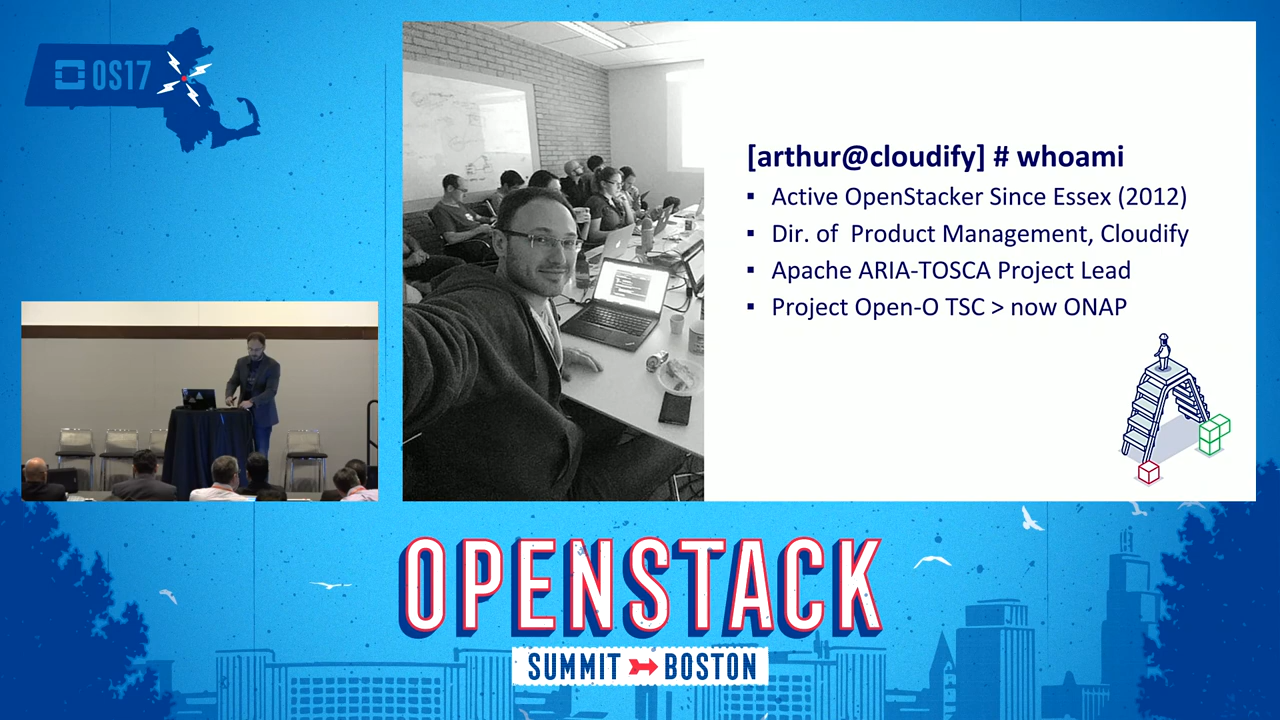 OS17
[arthur@cloudify] # whoami
▪ Active OpenStacker Since Essex (2012)
▪ Dir. of Product Management, Cloudify
▪ Apache ARIA-TOSCA Project Lead
▪ Project Open-O TSC > now ONAP
OPENSTACK
SUMMIT BOSTON